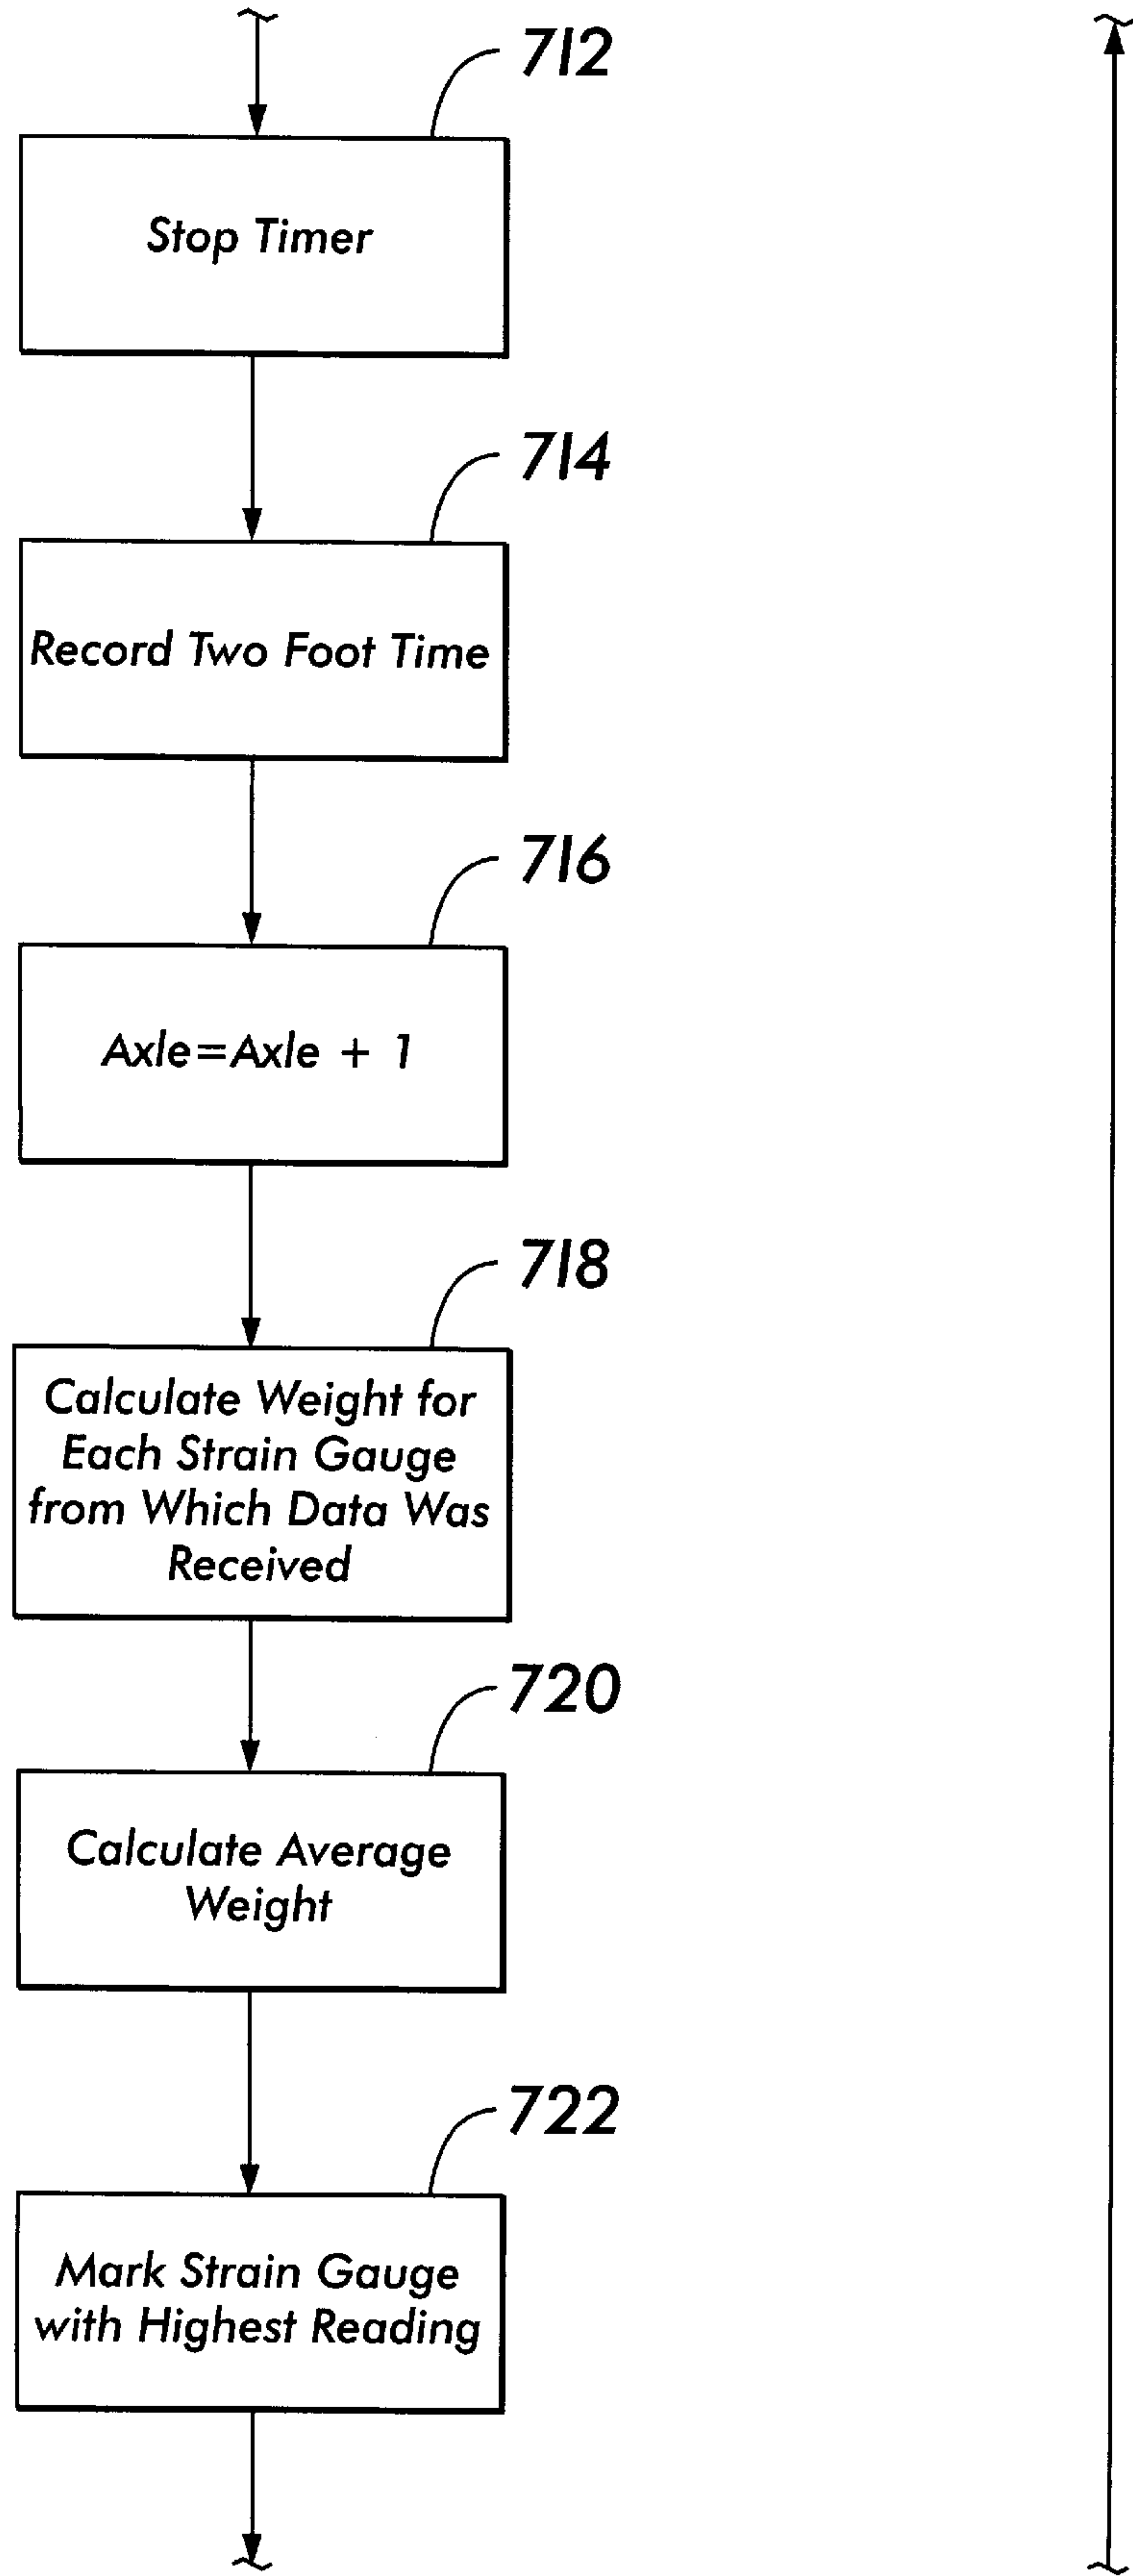 712
Stop Timer
714
Record Two Foot Time
716
Axle=Axle + 1
718
Calculate Weight for
Each Strain Gauge
from Which Data Was
Received
720
Calculate Average
Weight
722
Mark Strain Gauge
with Highest Reading